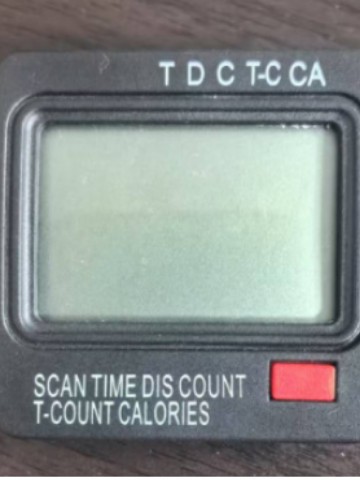 T D C T-C CA
SCAN TIME DIS COUNT
T-COUNT CALORIES